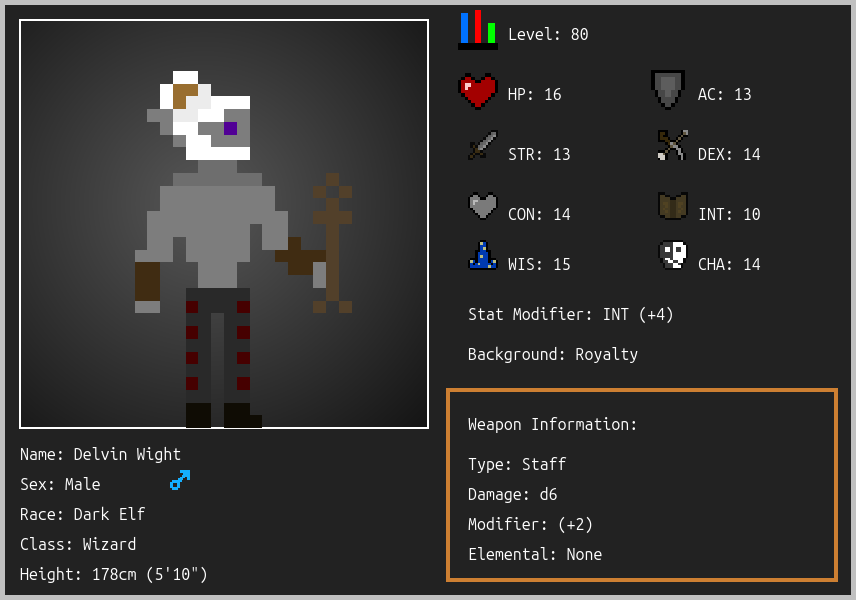 Level: 80
HP: 16
AC: 13
STR: 13
DEX: 14
CON: 14
INT: 10
WIS: 15
CHA: 14
Stat Modifier: INT (+4)
Background: Royalty
Weapon Information:
Type: Staff
Damage: d6
Modifier: (+2)
Elemental: None
Name: Delvin Wight
Sex: Male
Race: Dark Elf
Class: Wizard
Height: 178cm (5'10")